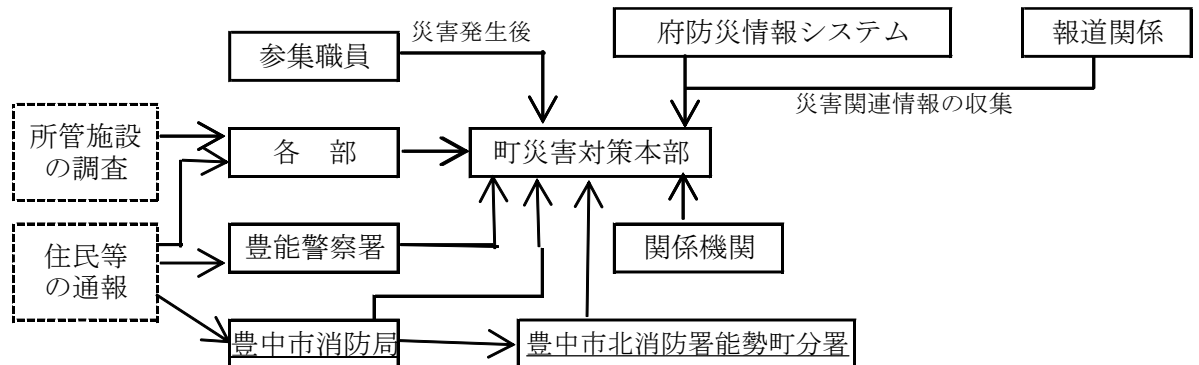 災害発生後
府防災情報システム
報道関係
参集職員
災害関連情報の収集
所管施設
の調査
各 部
町災害対策本部
住民等
の通報
豊能警察署
関係機関
豊中市消防局
豊中市北消防署能勢町分署